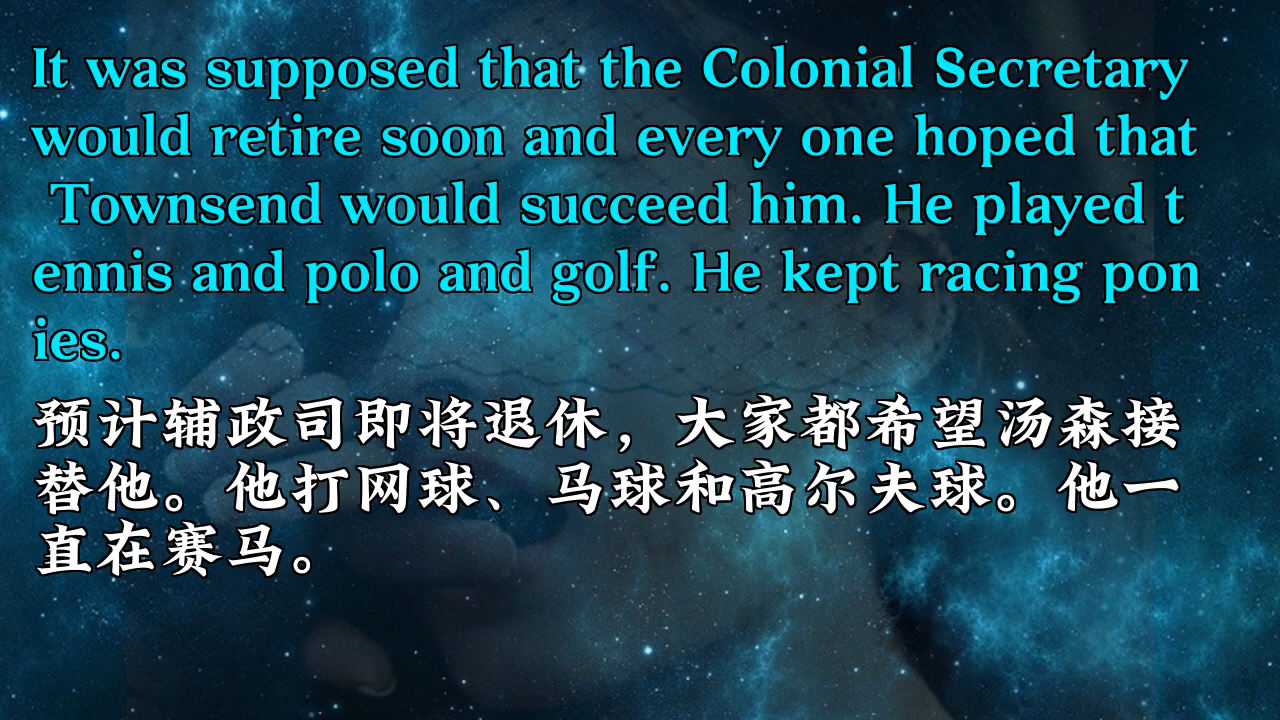 It was supposed that the Colonial Secretary
would retire soon and every one hoped that
Townsend would succeed him. He played t
ennis and polo and golf. He kept racing pon
ies.
预计辅政司即将退休，大家都希望汤森接
替他。他打网球、马球和高尔夫球。他一
直在赛马。